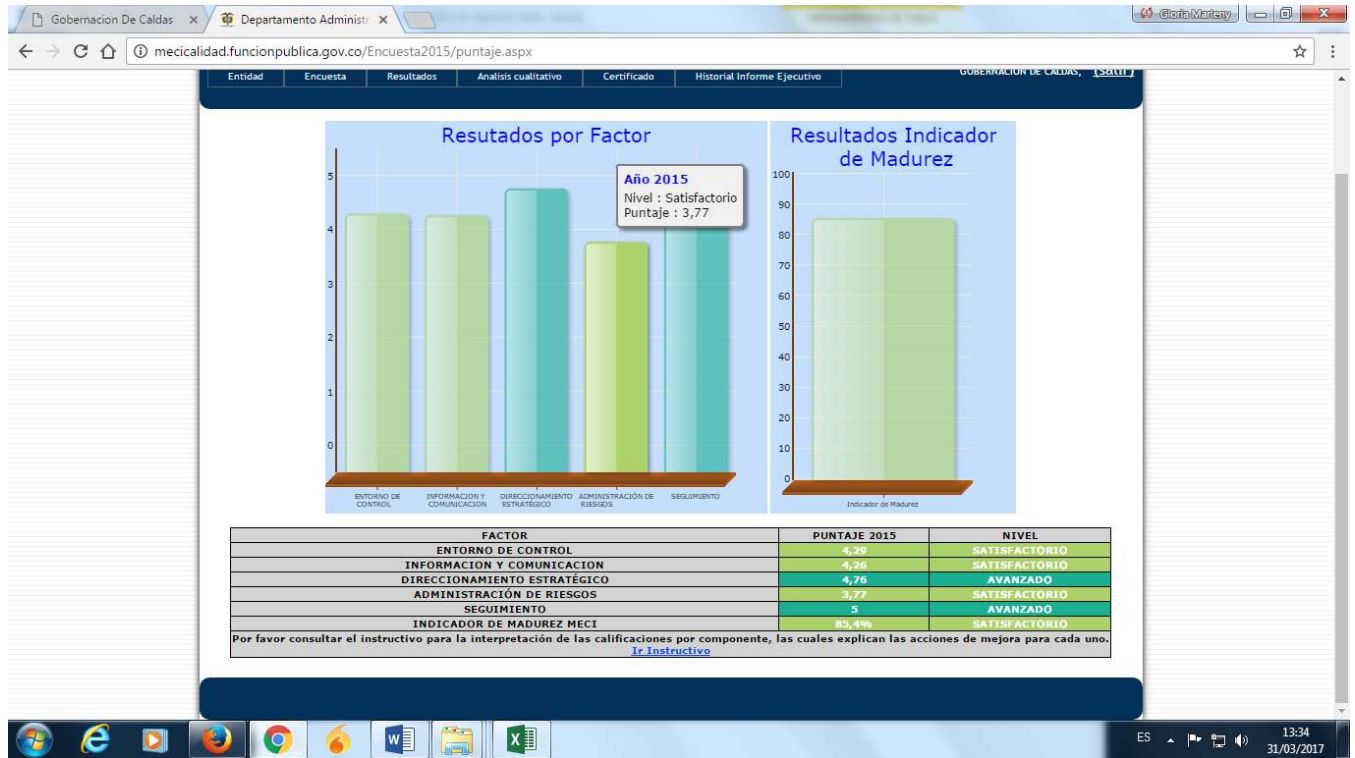 Gobernacion De Caldas
Departamento Administ
Gloria Marleny
mecicalidad.funcionpublica.gov.co/Encuesta2015/puntaje.aspx
Entidad Encuesta Resultados Analisis cualitativo Certificado Historial Informe Ejecutivo
GOBERNACION DE CALDAS, (Salir)
Resutados por Factor
Año 2015
Nivel : Satisfactorio
Puntaje : 3,77
5
4
3
2
1
0
ENTORNO DE CONTROL
INFORMACION Y COMUNICACION
DIRECCIONAMIENTO ESTRATÉGICO
ADMINISTRACIÓN DE RIESGOS
SEGUIMIENTO
Resultados Indicador
de Madurez
100
90
80
70
60
50
40
30
20
10
0
Indicador de Madurez
FACTOR PUNTAJE 2015 NIVEL
ENTORNO DE CONTROL 4,29 SATISFACTORIO
INFORMACION Y COMUNICACION 4,26 SATISFACTORIO
DIRECCIONAMIENTO ESTRATÉGICO 4,76 AVANZADO
ADMINISTRACIÓN DE RIESGOS 3,77 SATISFACTORIO
SEGUIMIENTO 5 AVANZADO
INDICADOR DE MADUREZ MECI 85,4% SATISFACTORIO
Por favor consultar el instructivo para la interpretación de las calificaciones por componente, las cuales explican las acciones de mejora para cada uno.
Ir Instructivo
ES
13:34
31/03/2017